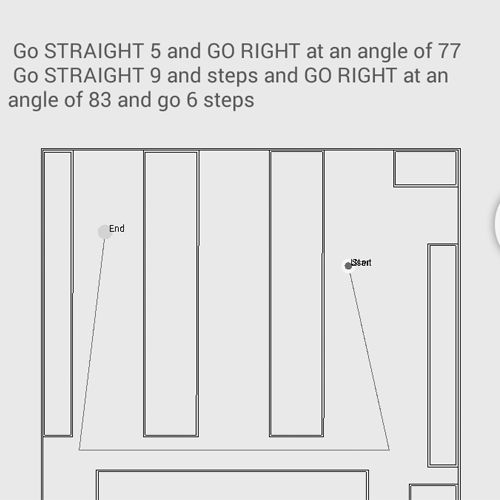 Go STRAIGHT 5 and GO RIGHT at an angle of 77
Go STRAIGHT 9 and steps and GO RIGHT at an
angle of 83 and go 6 steps
End
Start